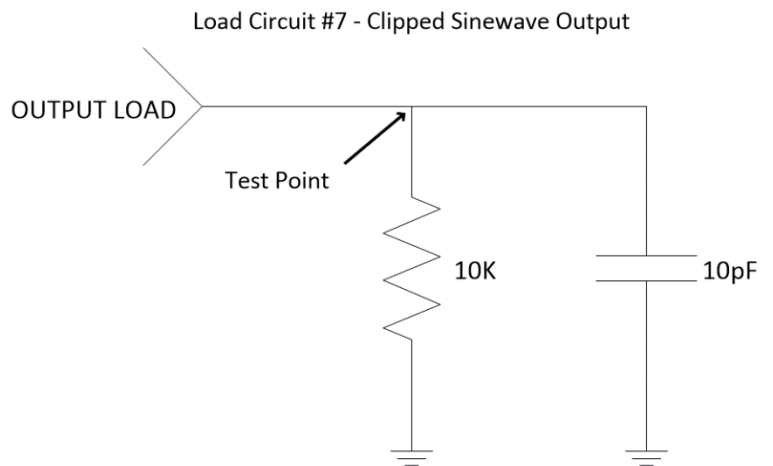 Load Circuit #7 - Clipped Sinewave Output
OUTPUT LOAD
Test Point
10K
10pF